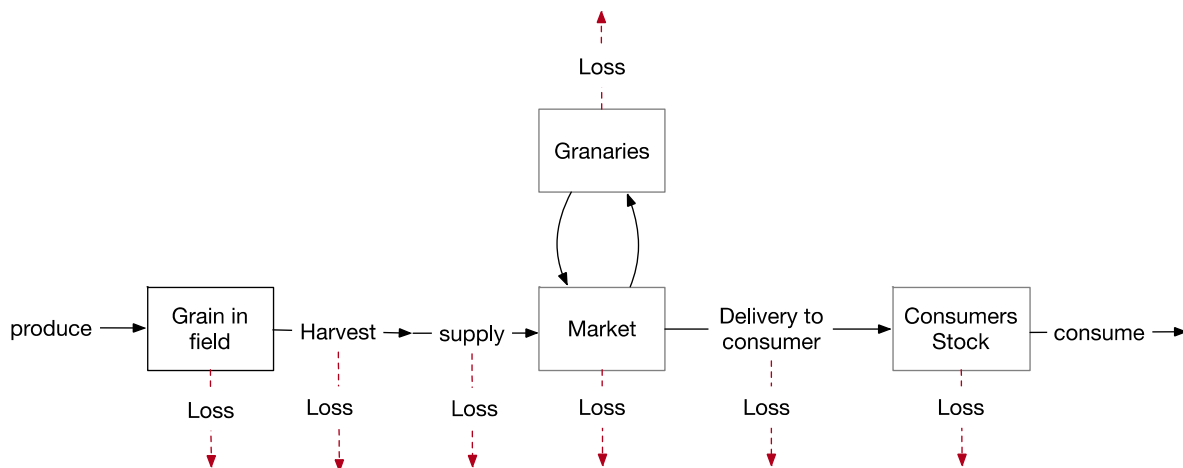 Loss
Granaries
produce
Grain in
field
Harvest
supply
Market
Delivery to
consumer
Consumers
Stock
consume
Loss
Loss
Loss
Loss
Loss
Loss